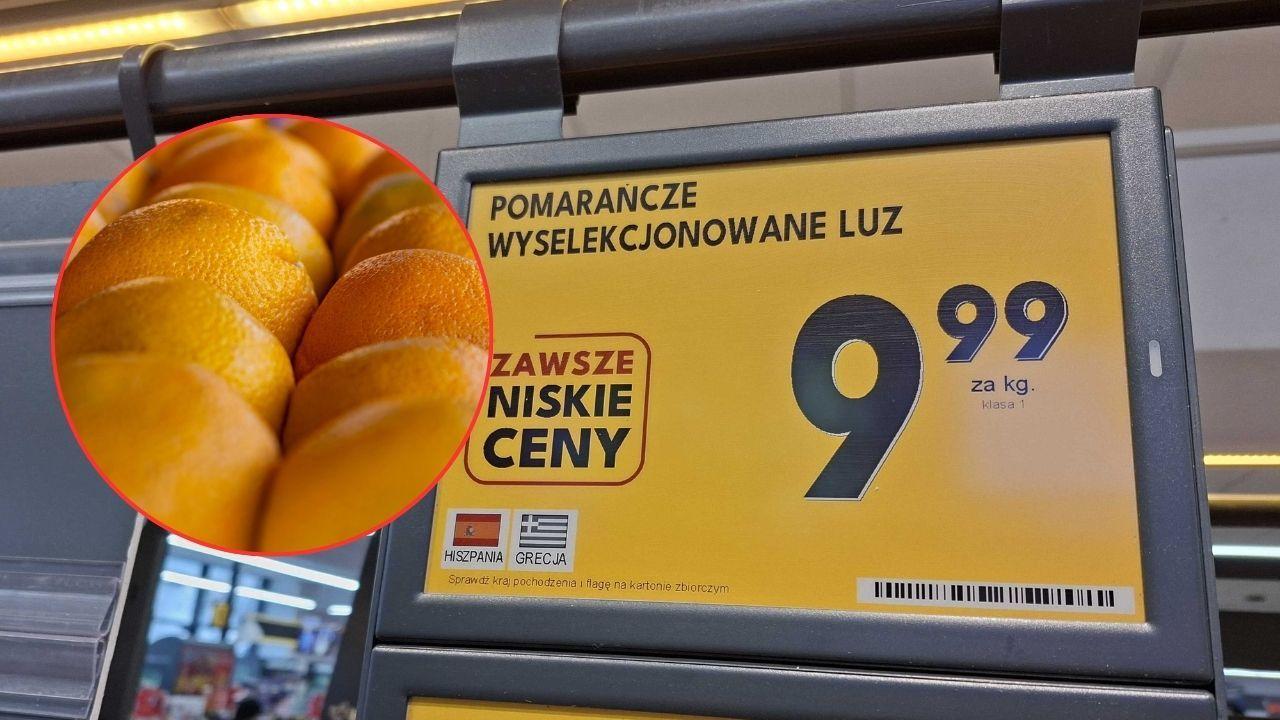 POMARAŃCZE
WYSELEKCJONOWANE LUZ
9 99
za kg.
klasa 1
ZAWSZE
NISKIE
CENY
HISZPANIA GRECJA
Sprawdź kraj pochodzenia i flagę na kartonie zbiorczym